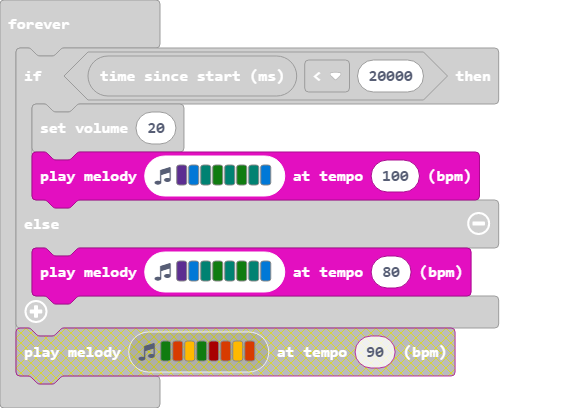 forever
if time since start (ms) < 20000 then
set volume 20
play melody at tempo 100 (bpm)
else
play melody at tempo 80 (bpm)
play melody at tempo 90 (bpm)